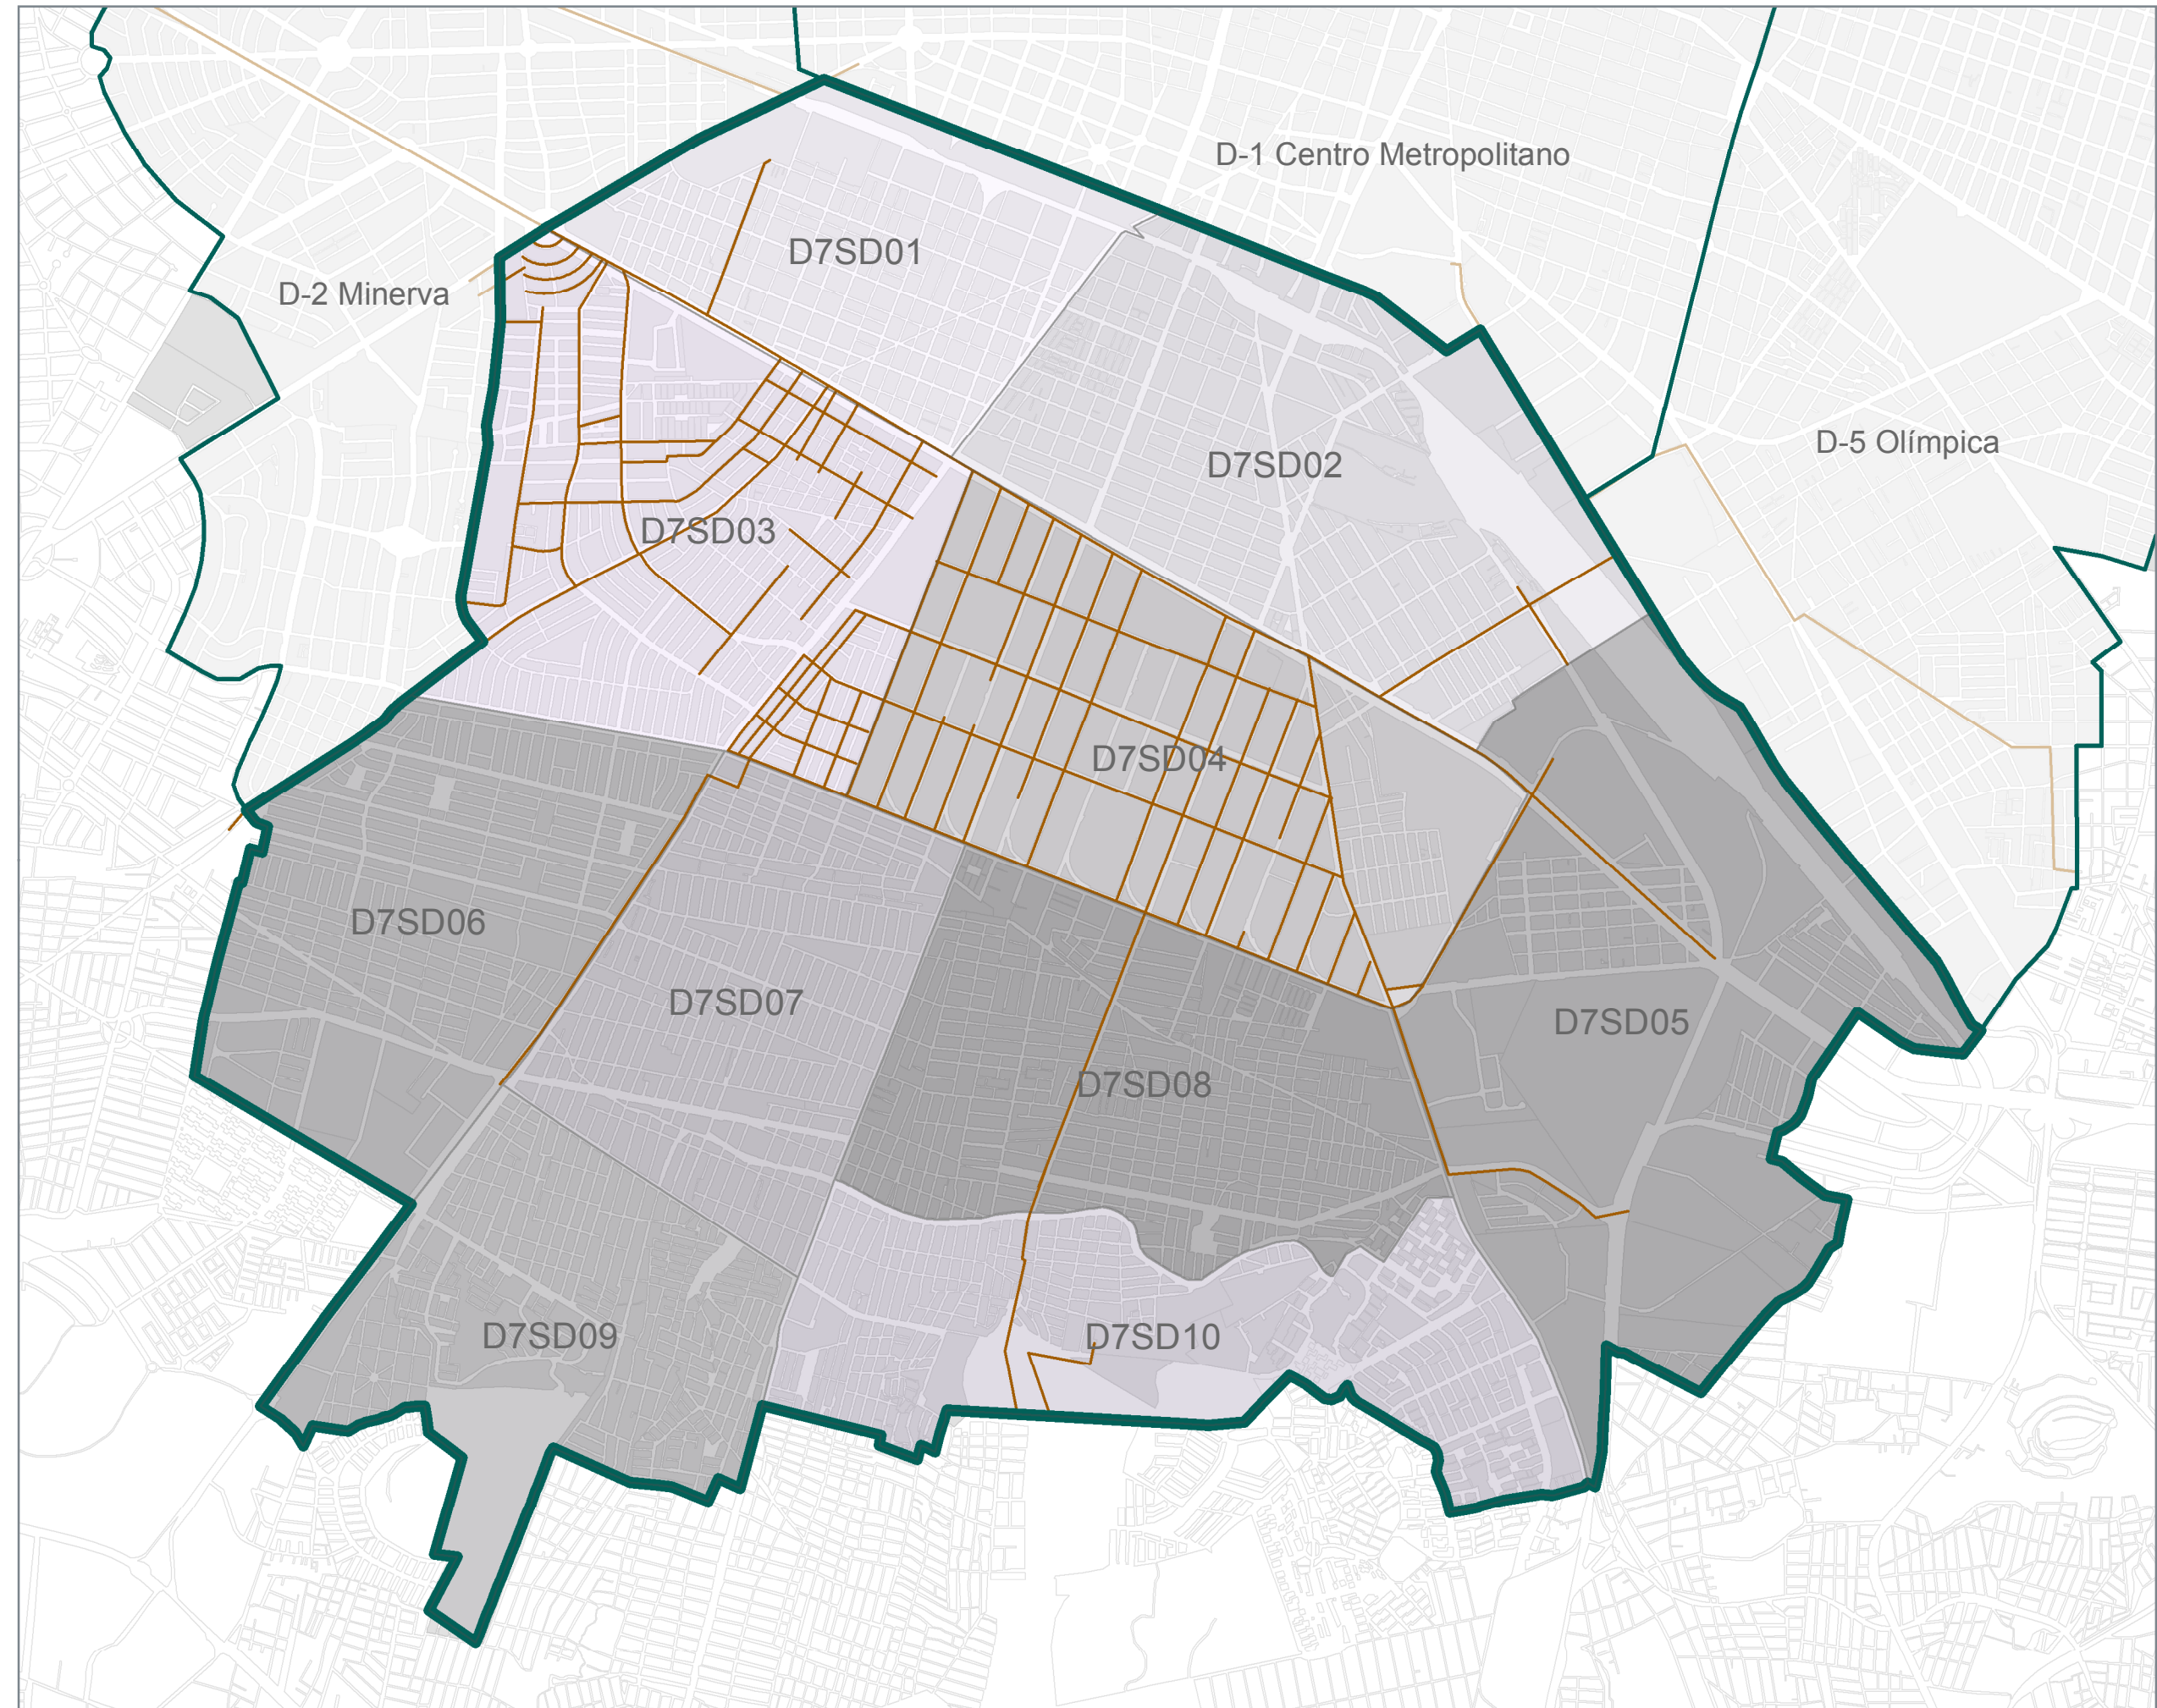 D-1 Centro Metropolitano
D7SD01
D-2 Minerva
D-5 Olímpica
D7SD02
D7SD03
D7SD04
D7SD06
D7SD07
D7SD05
D7SD08
D7SD09
D7SD10